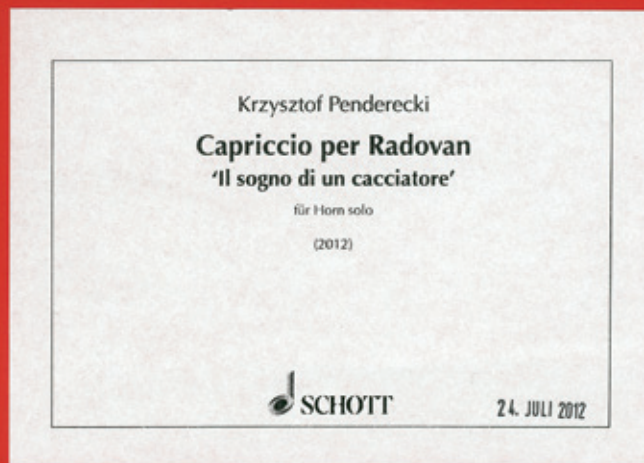 Krzysztof Penderecki
Capriccio per Radovan
'Il sogno di un cacciatore'
für Horn solo
(2012)
SCHOTT
24. JULI 2012